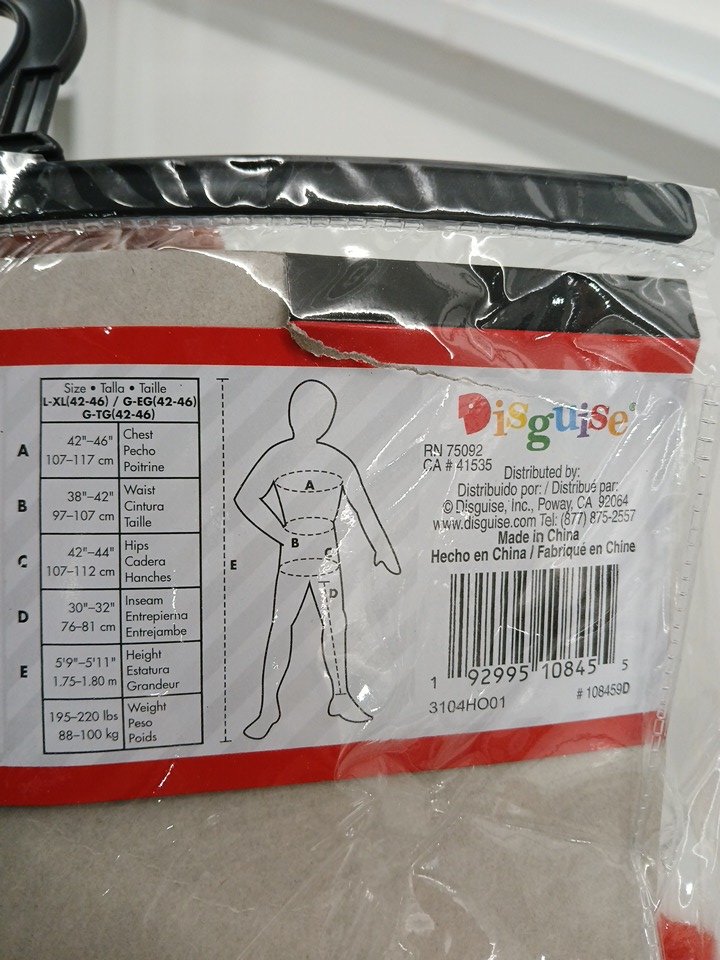 Size • Talla • Taille
L-XL(42-46) / G-EG(42-46)
G-TG(42-46)
A
42"–46"
107–117 cm
Chest
Pecho
Poitrine
B
38"–42"
97–107 cm
Waist
Cintura
Taille
C
42"–44"
107–112 cm
Hips
Cadera
Hanches
D
30"–32"
76–81 cm
Inseam
Entrepierna
Entrejambe
E
5'9"–5'11"
1.75–1.80 m
Height
Estatura
Grandeur
195–220 lbs
88–100 kg
Weight
Peso
Poids
A
B
C
D
E
Disguise®
RN 75092
CA # 41535
Distributed by:
Distribuido por: / Distribué par:
© Disguise, Inc., Poway, CA 92064
www.disguise.com Tel: (877) 875-2557
Made in China
Hecho en China / Fabriqué en Chine
1 92995 10845 5
3104HO01
# 108459D